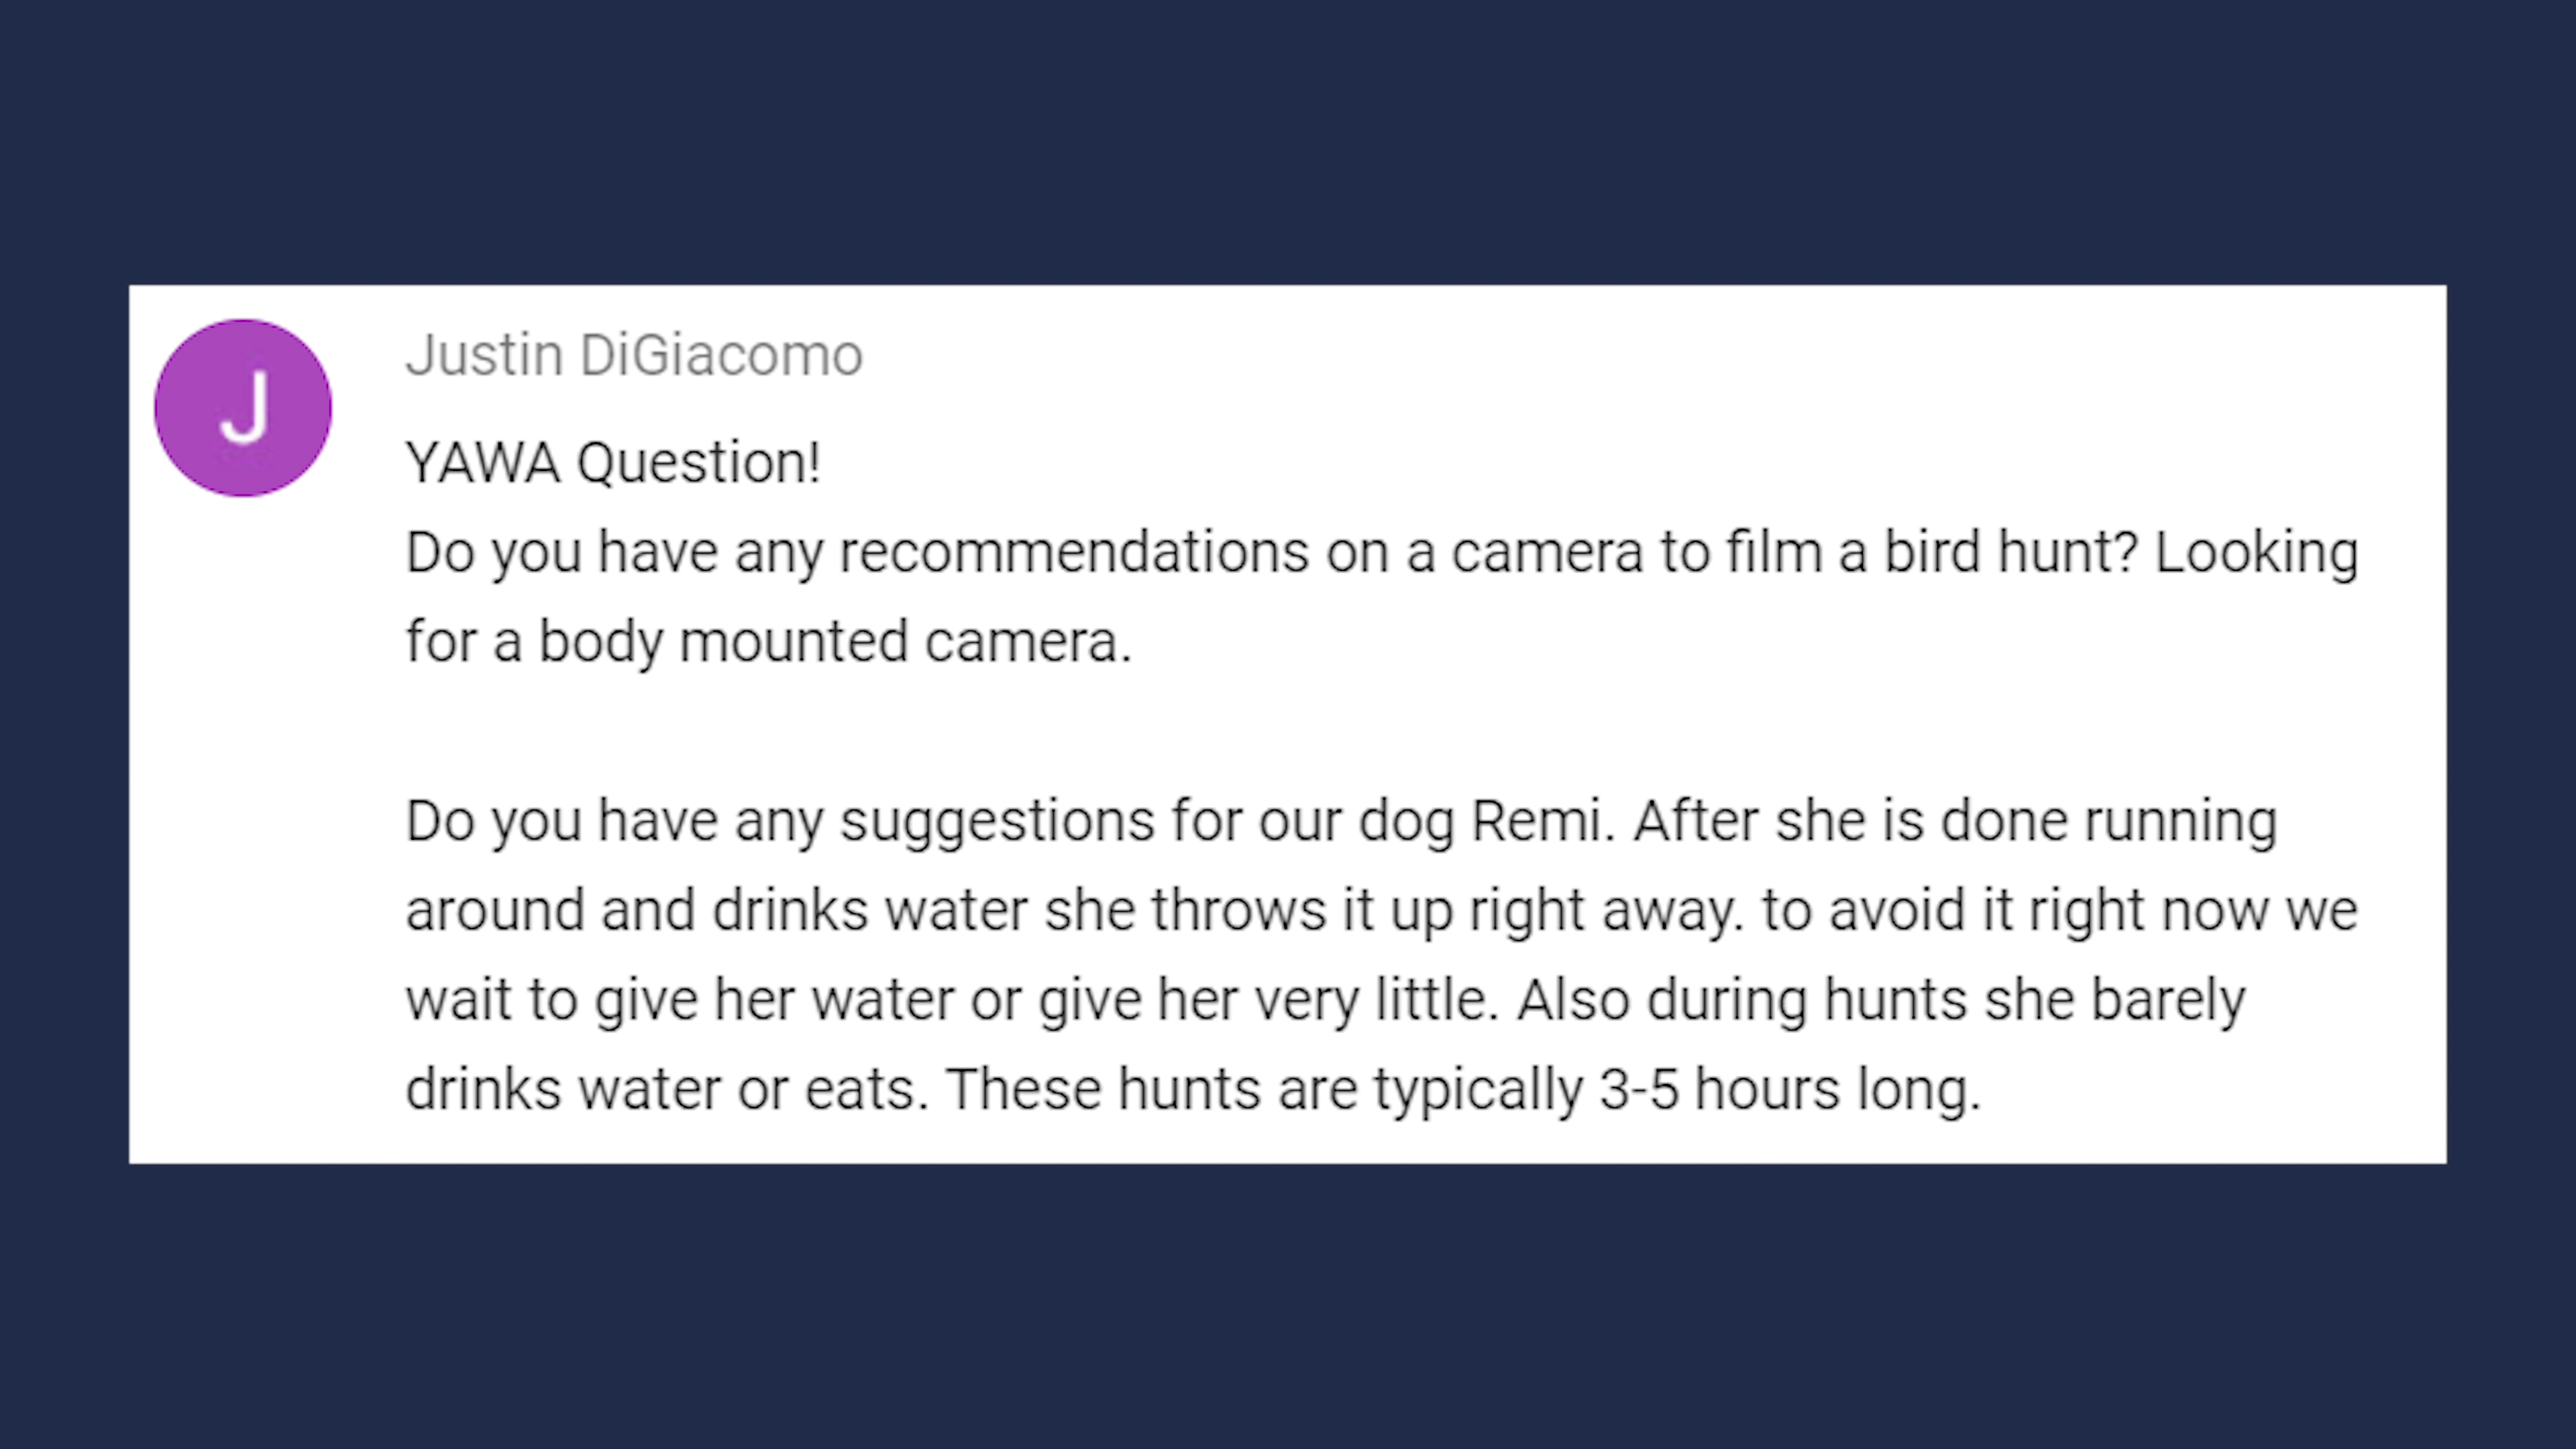 J
Justin DiGiacomo
YAWA Question!
Do you have any recommendations on a camera to film a bird hunt? Looking
for a body mounted camera.
Do you have any suggestions for our dog Remi. After she is done running
around and drinks water she throws it up right away. to avoid it right now we
wait to give her water or give her very little. Also during hunts she barely
drinks water or eats. These hunts are typically 3-5 hours long.